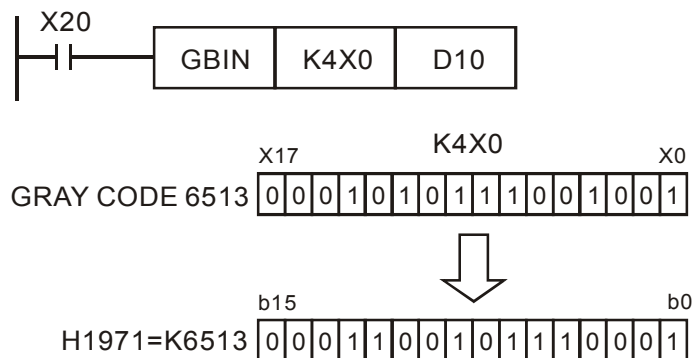 X20
GBIN K4X0 D10
K4X0
X17 X0
GRAY CODE 6513 0 0 0 1 0 1 0 1 1 1 0 0 1 0 0 1
b15 b0
H1971=K6513 0 0 0 1 1 0 0 1 0 1 1 1 0 0 0 1